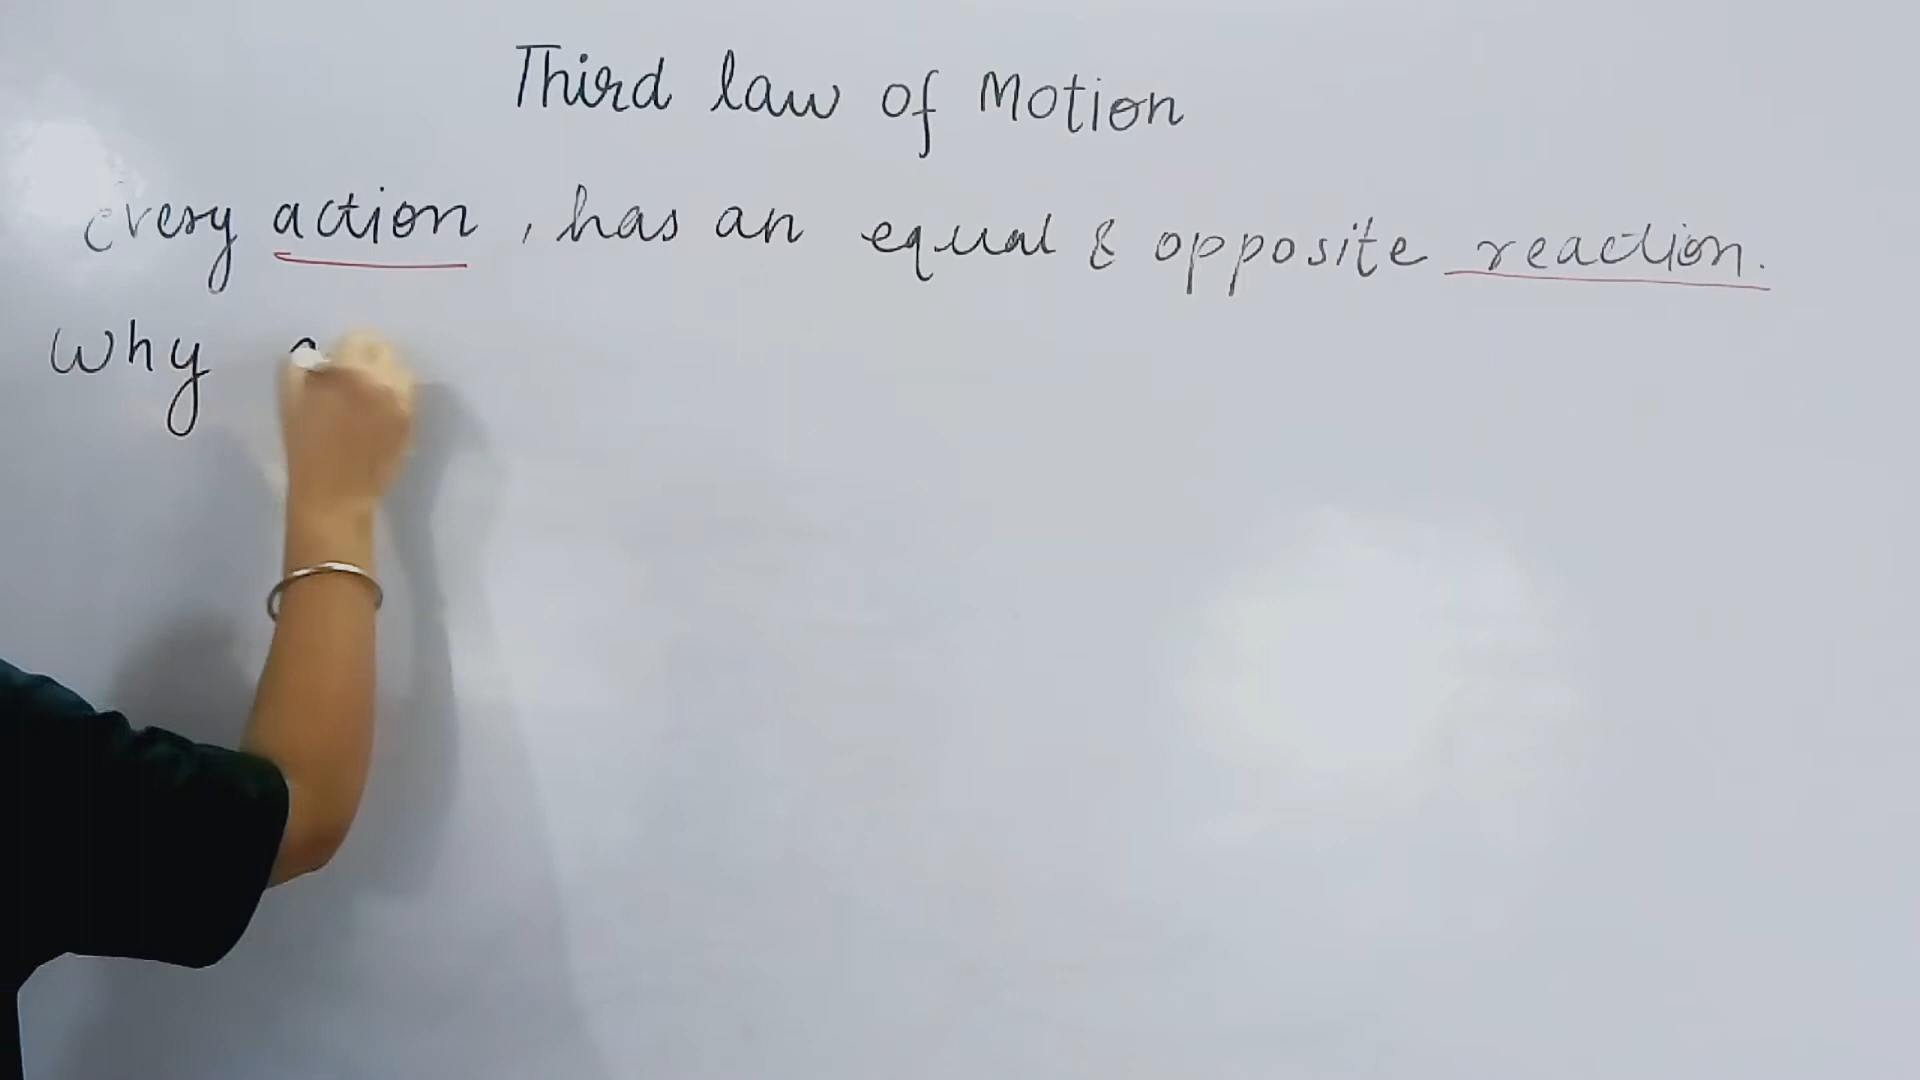 Third law of Motion
every action , has an equal & opposite reaction.
Why